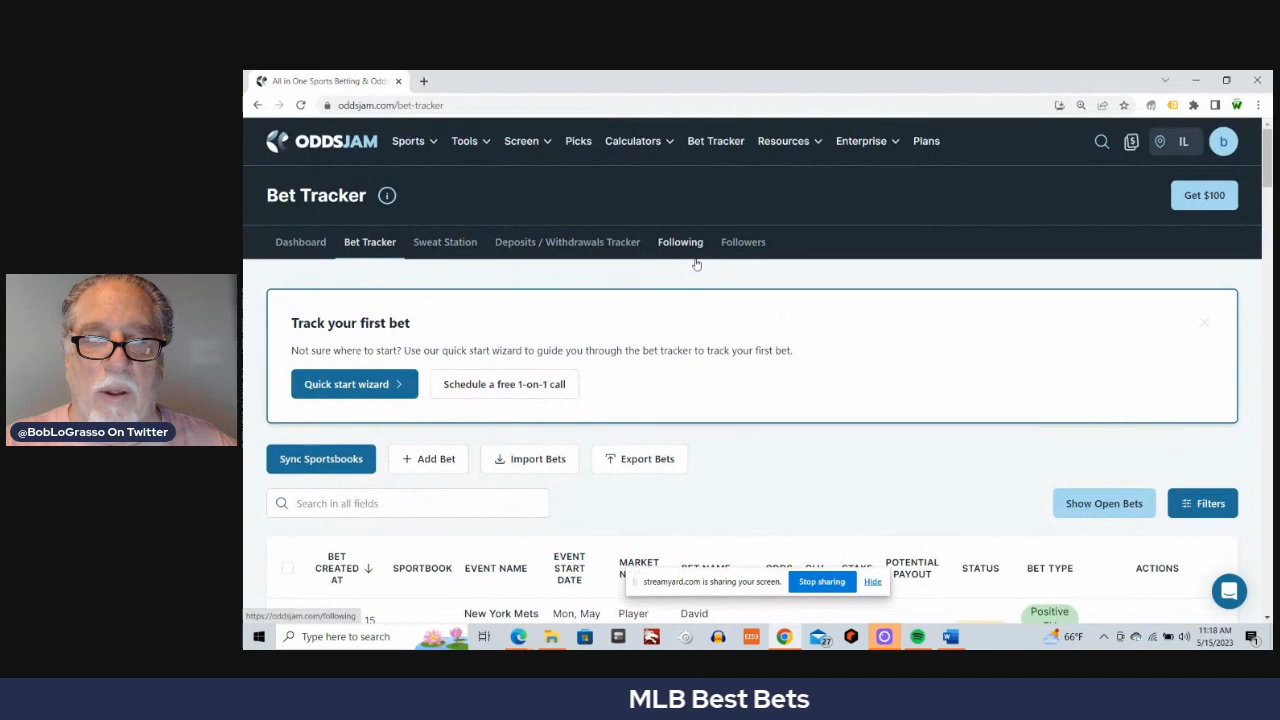 All in One Sports Betting & Odd
oddsjam.com/bet-tracker
ODDSJAM Sports Tools Screen Picks Calculators Bet Tracker Resources Enterprise Plans IL b
Bet Tracker i Get $100
Dashboard Bet Tracker Sweat Station Deposits / Withdrawals Tracker Following Followers
Track your first bet
Not sure where to start? Use our quick start wizard to guide you through the bet tracker to track your first bet.
Quick start wizard Schedule a free 1-on-1 call
@BobLoGrasso On Twitter
Sync Sportsbooks + Add Bet Import Bets Export Bets
Search in all fields Show Open Bets Filters
BET CREATED AT SPORTBOOK EVENT NAME EVENT START DATE MARKET POTENTIAL PAYOUT STATUS BET TYPE ACTIONS
streamyard.com is sharing your screen. Stop sharing Hide
https://oddsjam.com/following
15 New York Mets Mon, May Player David Positive
Type here to search EZ03 27 66°F 11:18 AM
5/15/2023
MLB Best Bets